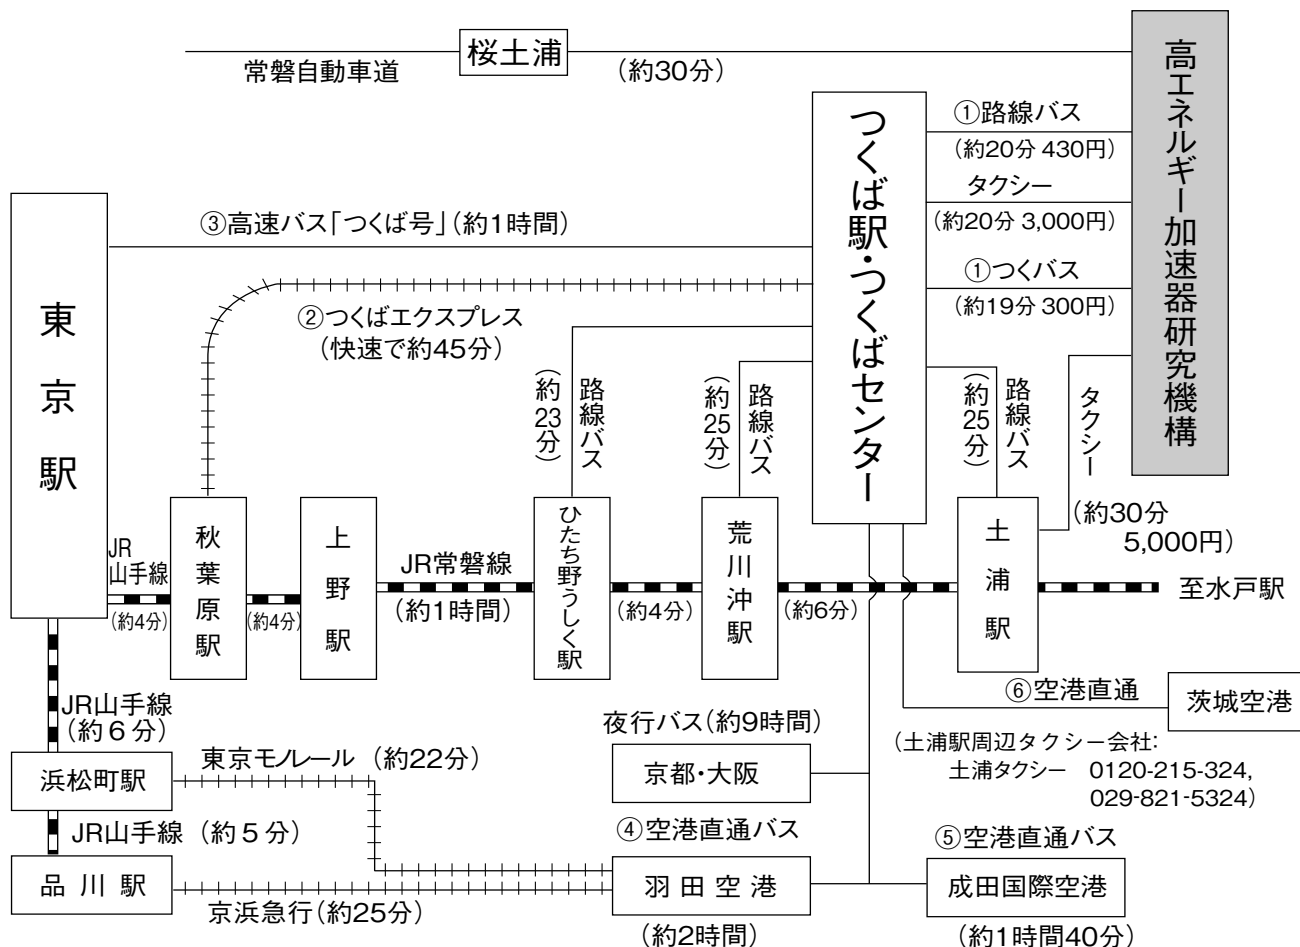 桜土浦
常磐自動車道
(約30分)
高エネルギー加速器研究機構
つくば駅・つくばセンター
①路線バス
(約20分 430円)
タクシー
(約20分 3,000円)
①つくバス
(約19分 300円)
東京駅
③高速バス「つくば号」(約1時間)
②つくばエクスプレス
(快速で約45分)
路線バス
(約23分)
路線バス
(約25分)
路線バス
(約25分)
タクシー
(約30分
5,000円)
JR
山手線
(約4分)
秋葉原駅
(約4分)
上野駅
JR常磐線
(約1時間)
ひたち野うしく駅
(約4分)
荒川沖駅
(約6分)
土浦駅
至水戸駅
JR山手線
(約6分)
⑥空港直通
茨城空港
(土浦駅周辺タクシー会社:
土浦タクシー 0120-215-324,
029-821-5324)
夜行バス(約9時間)
京都・大阪
浜松町駅
東京モノレール (約22分)
JR山手線 (約5分)
品川駅
京浜急行(約25分)
④空港直通バス
羽田空港
(約2時間)
⑤空港直通バス
成田国際空港
(約1時間40分)